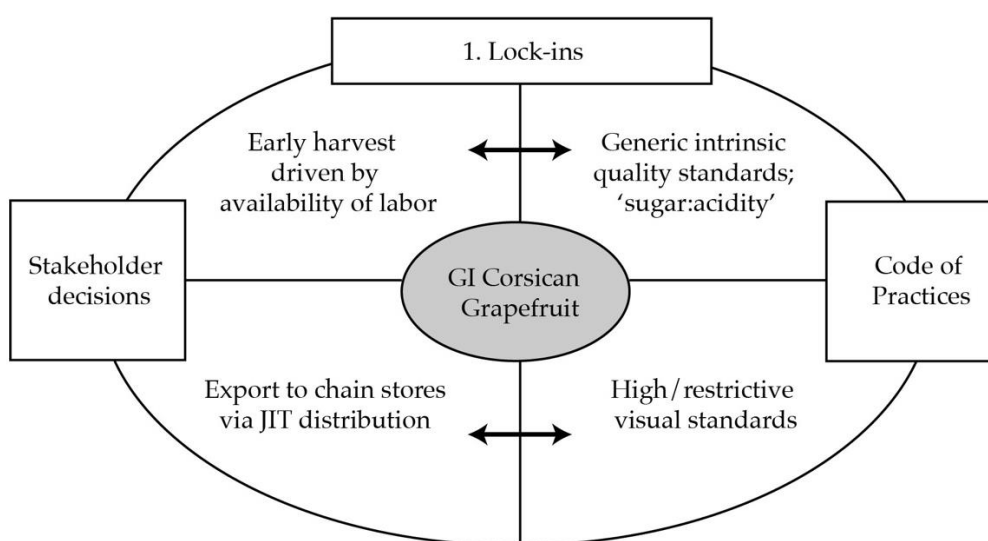 1. Lock-ins
Early harvest
driven by
availability of labor
Generic intrinsic
quality standards;
‘sugar:acidity’
Stakeholder
decisions
GI Corsican
Grapefruit
Code of
Practices
Export to chain stores
via JIT distribution
High/restrictive
visual standards